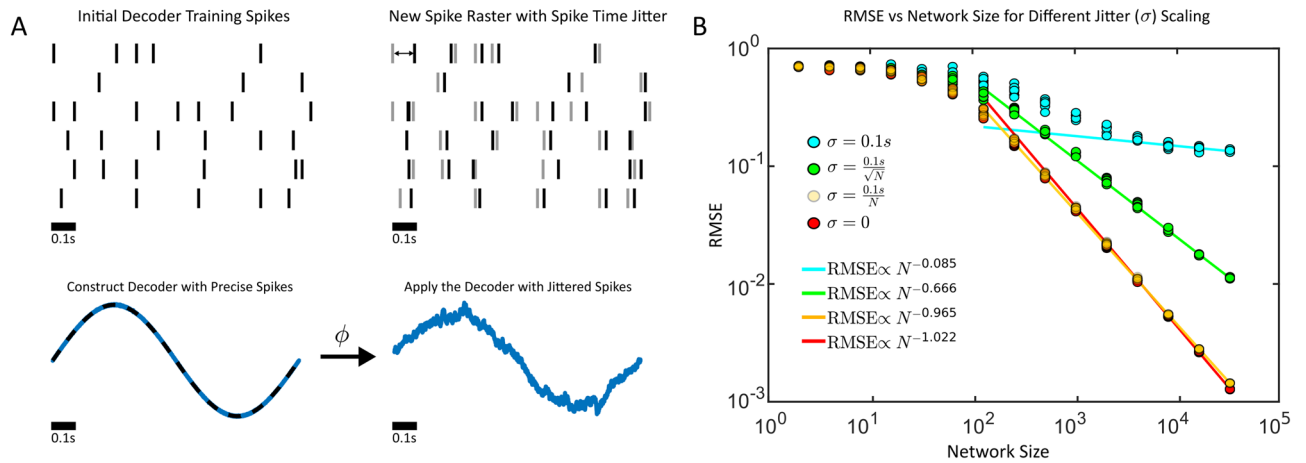 A
Initial Decoder Training Spikes
New Spike Raster with Spike Time Jitter
0.1s
0.1s
Construct Decoder with Precise Spikes
Apply the Decoder with Jittered Spikes
ϕ
0.1s
0.1s
B
RMSE vs Network Size for Different Jitter (σ) Scaling
RMSE
10^0
10^-1
10^-2
10^-3
σ = 0.1s
σ = 0.1s/√N
σ = 0.1s/N
σ = 0
RMSE∝ N^-0.085
RMSE∝ N^-0.666
RMSE∝ N^-0.965
RMSE∝ N^-1.022
10^0 10^1 10^2 10^3 10^4 10^5
Network Size